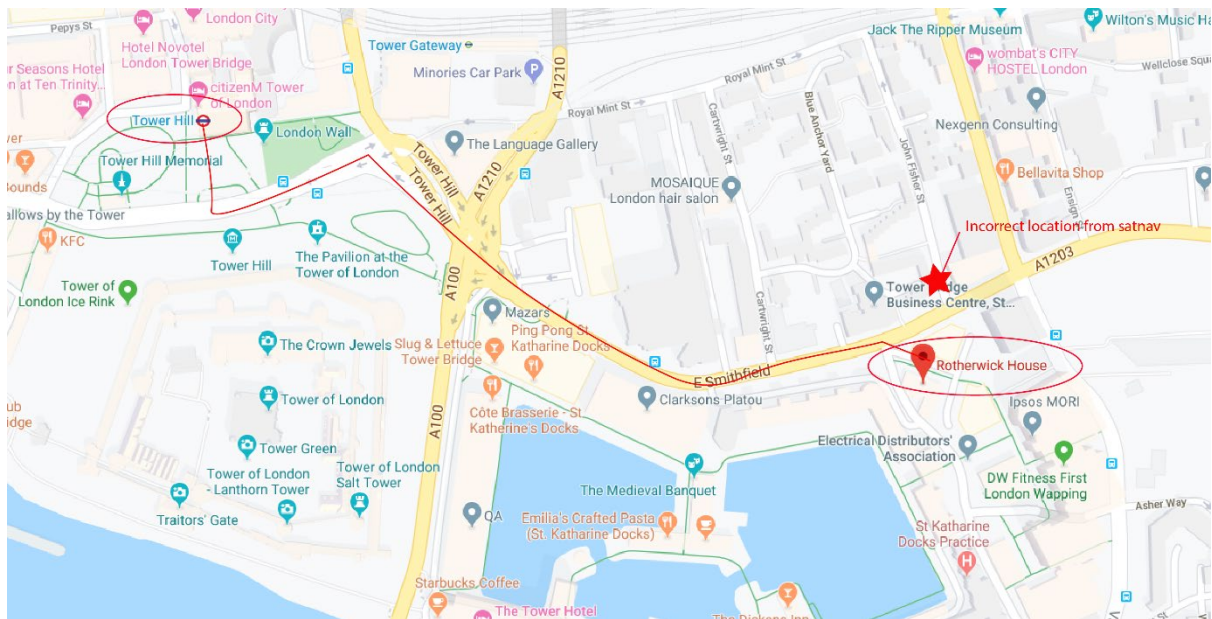 Pepys St
London City
Hotel Novotel
London Tower Bridge
r Seasons Hotel
n at Ten Trinity...
citizenM Tower
of London
Tower Hill
London Wall
Tower Hill Memorial
ower
Bounds
allows by the Tower
KFC
Tower Hill
The Pavilion at the
Tower of London
Tower of
London Ice Rink
The Crown Jewels
Tower of London
Tower Green
Tower of London
- Lanthorn Tower
Tower of London
Salt Tower
Traitors' Gate
ub
ridge
Tower Gateway
Minories Car Park
A1210
Royal Mint St
Royal Mint St
The Language Gallery
Tower Hill
Tower Hill
A1210
A100
A100
Mazars
Slug & Lettuce
Tower Bridge
Ping Pong St
Katharine Docks
Côte Brasserie - St
Katherine's Docks
QA
Starbucks Coffee
The Tower Hotel
Emilia's Crafted Pasta
(St. Katharine Docks)
The Medieval Banquet
The Dickens Inn
Clarksons Platou
E Smithfield
MOSAIQUE
London hair salon
Cartwright St
Cartwright St
Blue Anchor Yard
John Fisher St
Jack The Ripper Museum
Wilton's Music Ha
wombat's CITY
HOSTEL London
Wellclose Squa
Nexgenn Consulting
Bellavita Shop
Ensign
Incorrect location from satnav
A1203
Tower Bridge
Business Centre, St...
Rotherwick House
Ipsos MORI
Electrical Distributors'
Association
DW Fitness First
London Wapping
Asher Way
St Katharine
Docks Practice